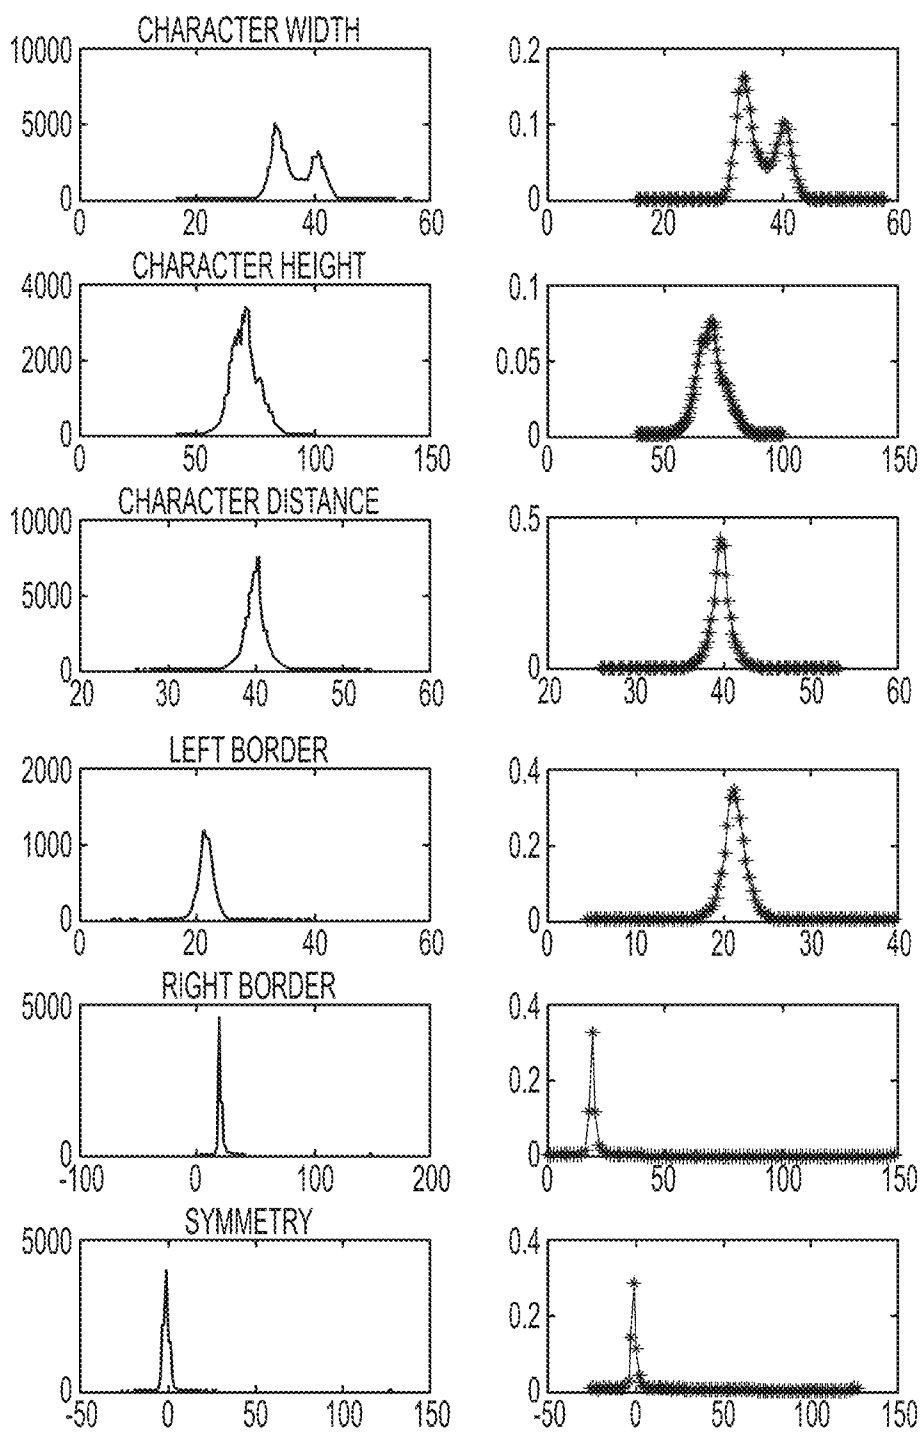 CHARACTER WIDTH
10000
5000
0
0 20 40 60
0.2
0.1
0
0 20 40 60
CHARACTER HEIGHT
4000
2000
0
0 50 100 150
0.1
0.05
0
0 50 100 150
CHARACTER DISTANCE
10000
5000
0
20 30 40 50 60
0.5
0
20 30 40 50 60
LEFT BORDER
2000
1000
0
0 20 40 60
0.4
0.2
0
0 10 20 30 40
RIGHT BORDER
5000
0
-100 0 100 200
0.4
0.2
0
0 50 100 150
SYMMETRY
5000
0
-50 0 50 100 150
0.4
0.2
0
-50 0 50 100 150